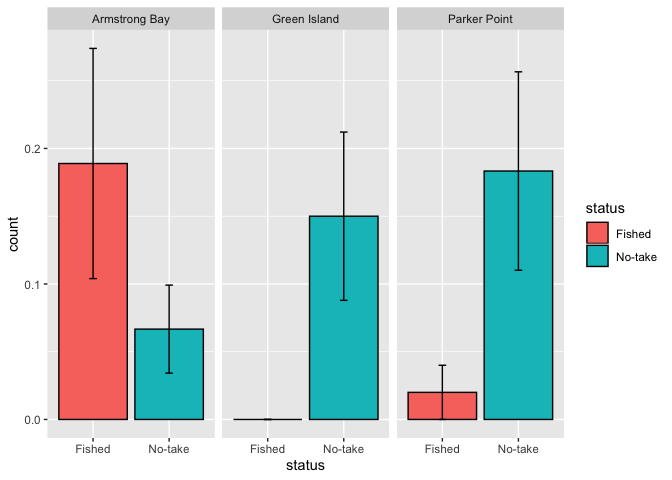 Armstrong Bay Green Island Parker Point
count
0.2
0.1
0.0
status
Fished
No-take
Fished No-take Fished No-take Fished No-take
status